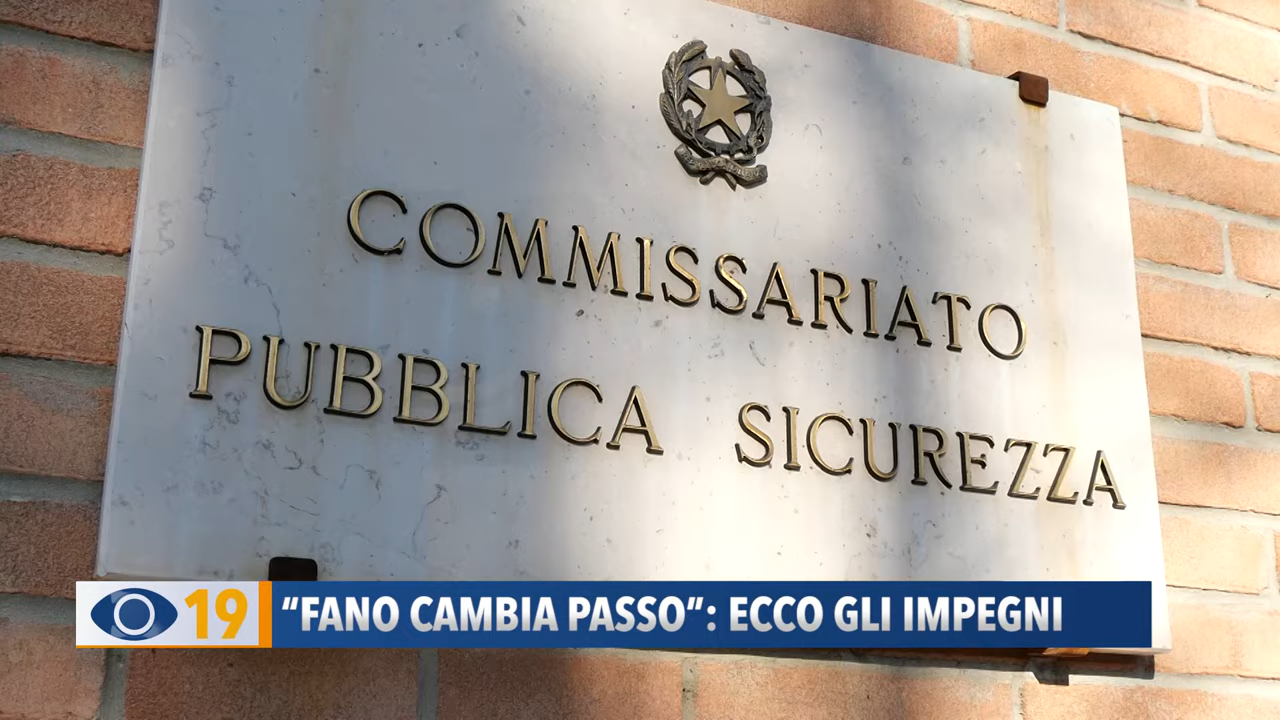 COMMISSARIATO
PUBBLICA SICUREZZA
19 “FANO CAMBIA PASSO”: ECCO GLI IMPEGNI